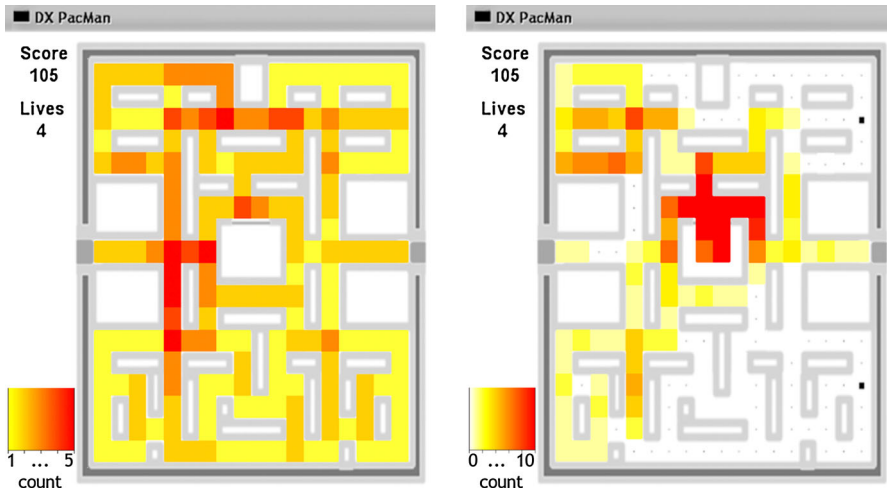 DX PacMan
Score
105
Lives
4
1 ... 5
count
DX PacMan
Score
105
Lives
4
0 ... 10
count